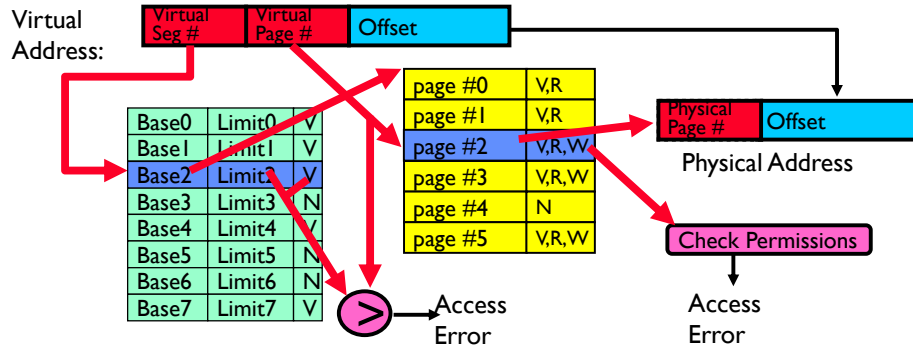 Virtual
Address:
Virtual
Seg #
Virtual
Page #
Offset
Base0 Limit0 V
Base1 Limit1 V
Base2 Limit2 V
Base3 Limit3 N
Base4 Limit4 V
Base5 Limit5 N
Base6 Limit6 N
Base7 Limit7 V
page #0 V,R
page #1 V,R
page #2 V,R,W
page #3 V,R,W
page #4 N
page #5 V,R,W
Physical
Page #
Offset
Physical Address
Check Permissions
>
Access
Error
Access
Error